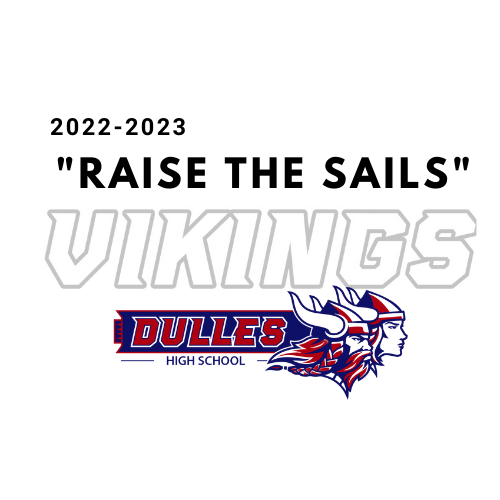 2022-2023
"RAISE THE SAILS"
VIKINGS
DULLES
HIGH SCHOOL